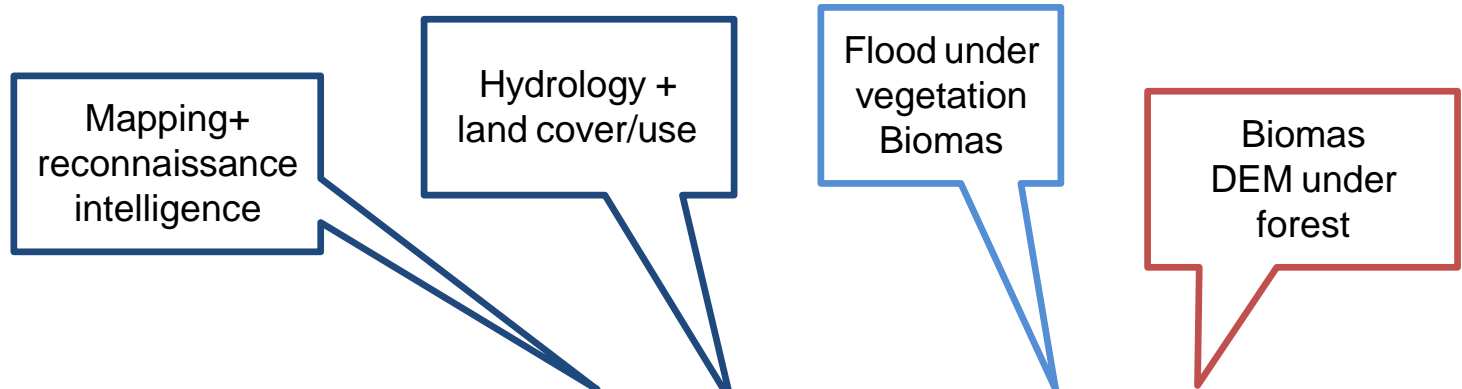 Mapping+
reconnaissance
intelligence
Hydrology +
land cover/use
Flood under
vegetation
Biomas
Biomas
DEM under
forest